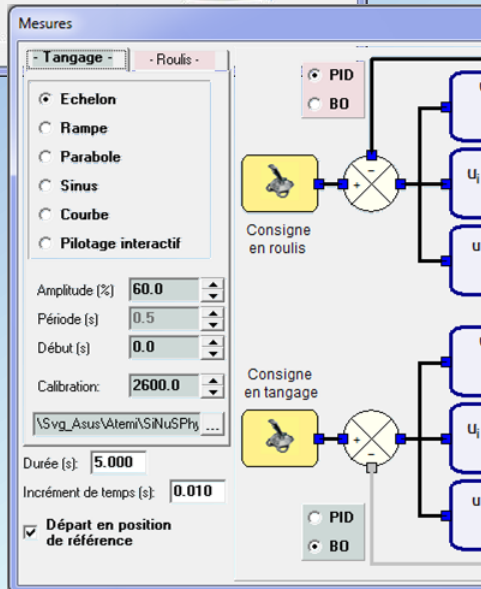 Mesures
- Tangage -
- Roulis -
Echelon
Rampe
Parabole
Sinus
Courbe
Pilotage interactif
Amplitude (%) 60.0
Période (s) 0.5
Début (s) 0.0
Calibration: 2600.0
\Svg_Asus\Atemi\SiNuSPhy ...
Durée (s): 5.000
Incrément de temps (s): 0.010
Départ en position
de référence
PID
BO
+ −
Consigne
en roulis
u
ui
u
Consigne
en tangage
+ −
u
ui
u
PID
BO